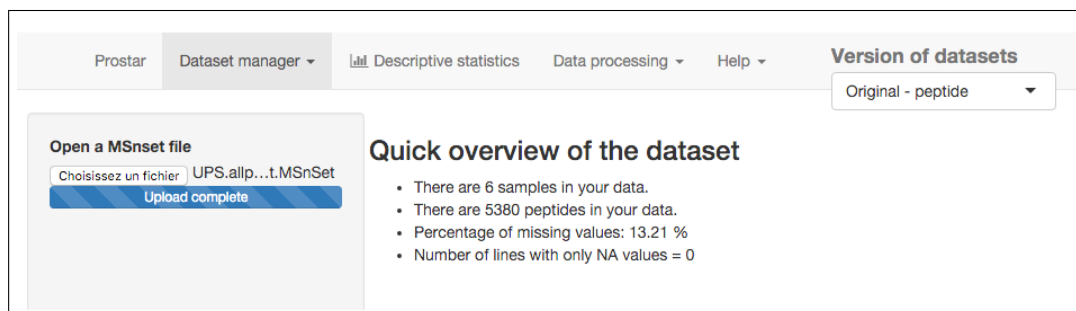 Prostar Dataset manager Descriptive statistics Data processing Help Version of datasets
Original - peptide
Open a MSnset file
Choisissez un fichier UPS.allp...t.MSnSet
Upload complete
Quick overview of the dataset
• There are 6 samples in your data.
• There are 5380 peptides in your data.
• Percentage of missing values: 13.21 %
• Number of lines with only NA values = 0